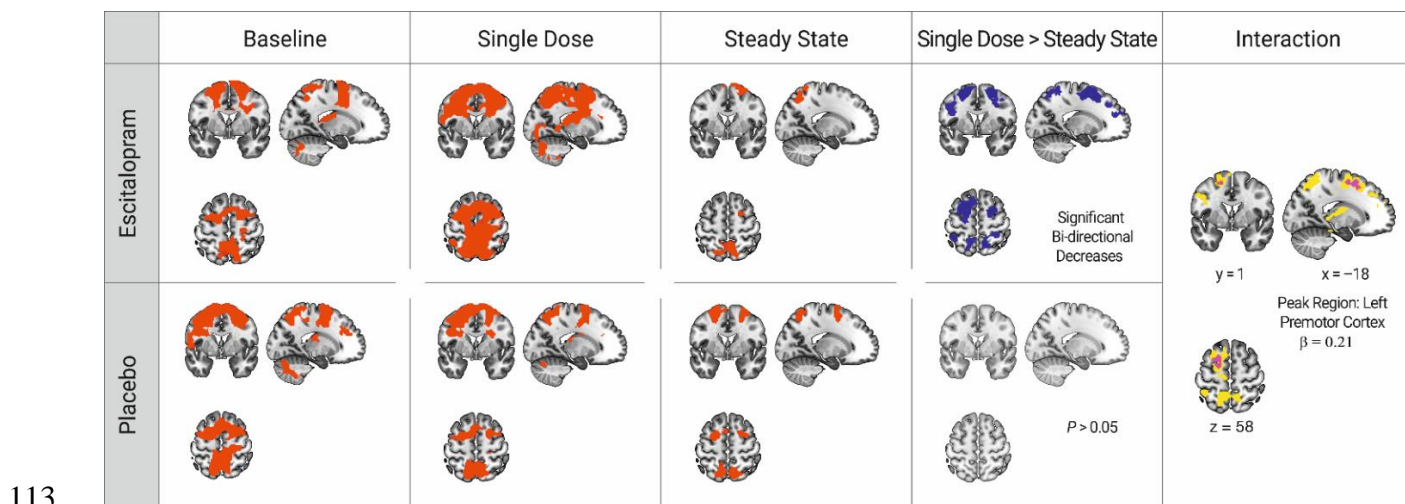 Baseline
Single Dose
Steady State
Single Dose > Steady State
Interaction
Escitalopram
Significant
Bi-directional
Decreases
Placebo
P > 0.05
y = 1
x = −18
Peak Region: Left
Premotor Cortex
β = 0.21
z = 58
113